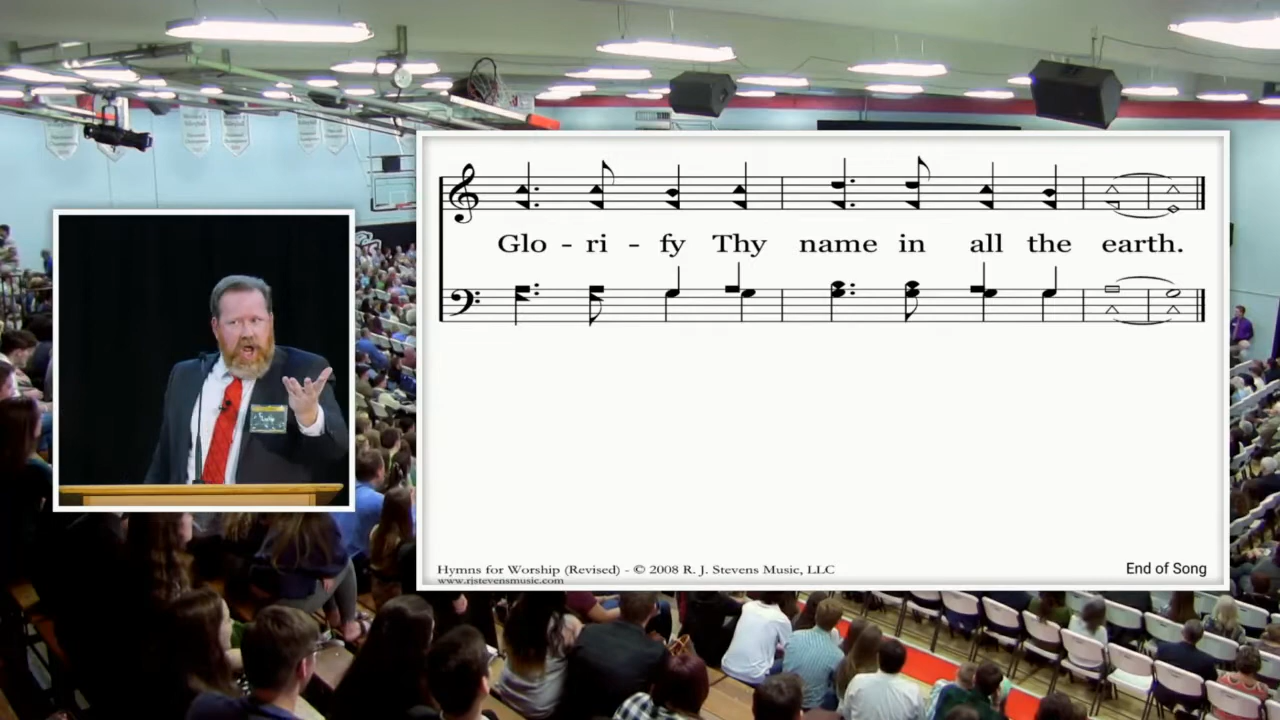 Glo - ri - fy Thy name in all the earth.
Hymns for Worship (Revised) - © 2008 R. J. Stevens Music, LLC
www.rjstevensmusic.com
End of Song